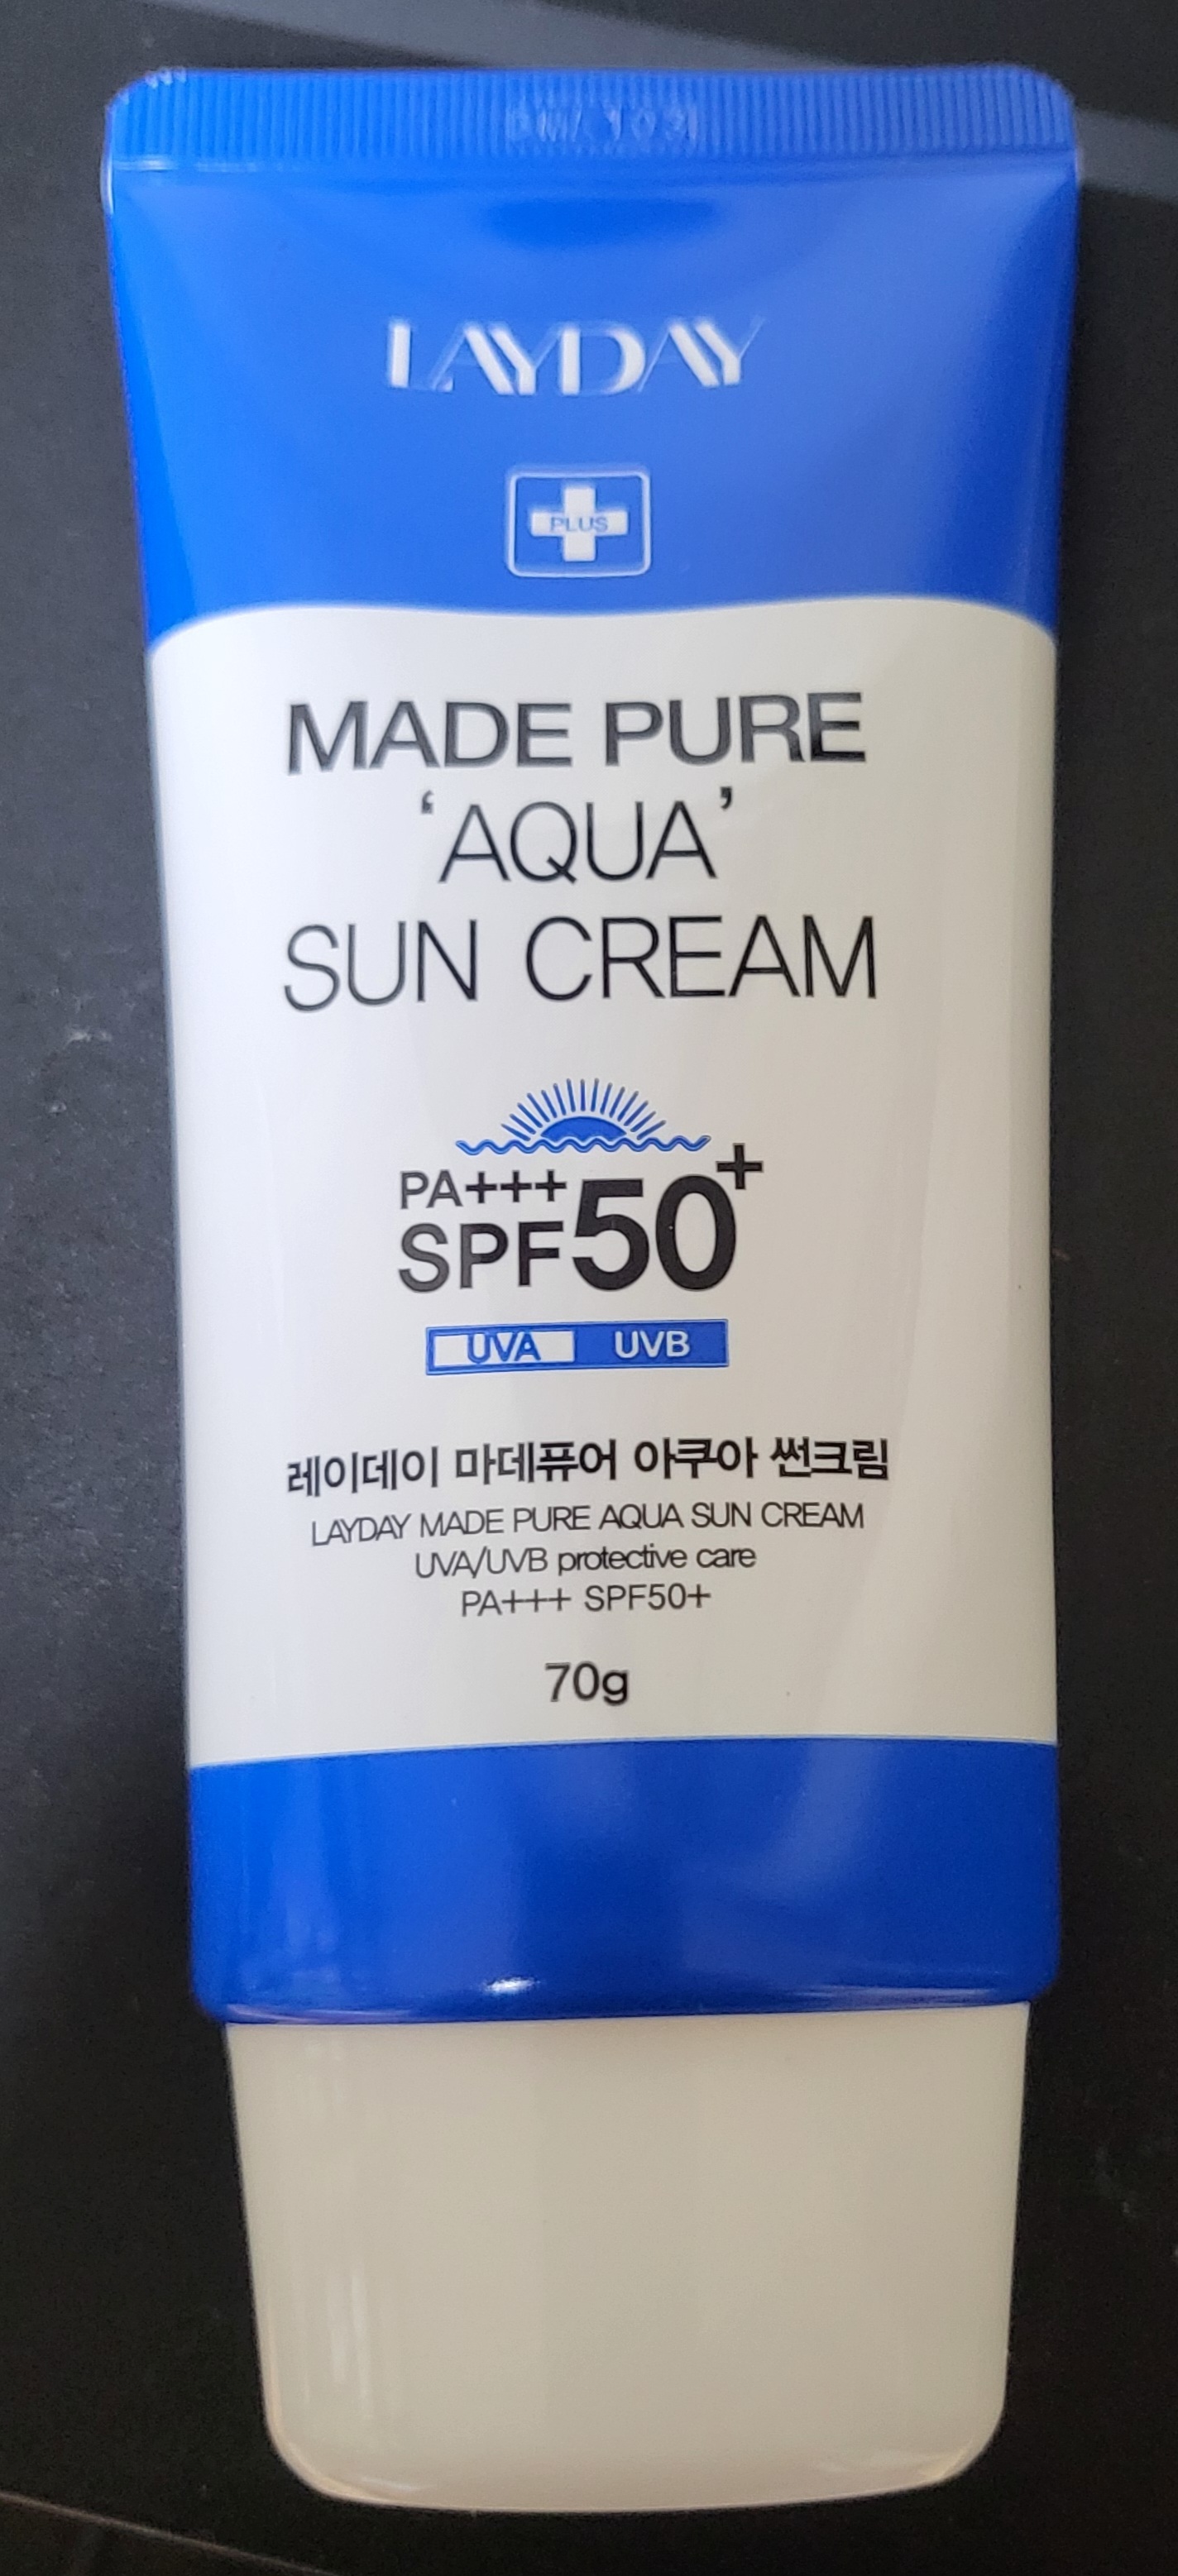 LAYDAY
PLUS
MADE PURE
‘AQUA’
SUN CREAM
PA+++
SPF50+
UVA UVB
레이데이 마데퓨어 아쿠아 썬크림
LAYDAY MADE PURE AQUA SUN CREAM
UVA/UVB protective care
PA+++ SPF50+
70g